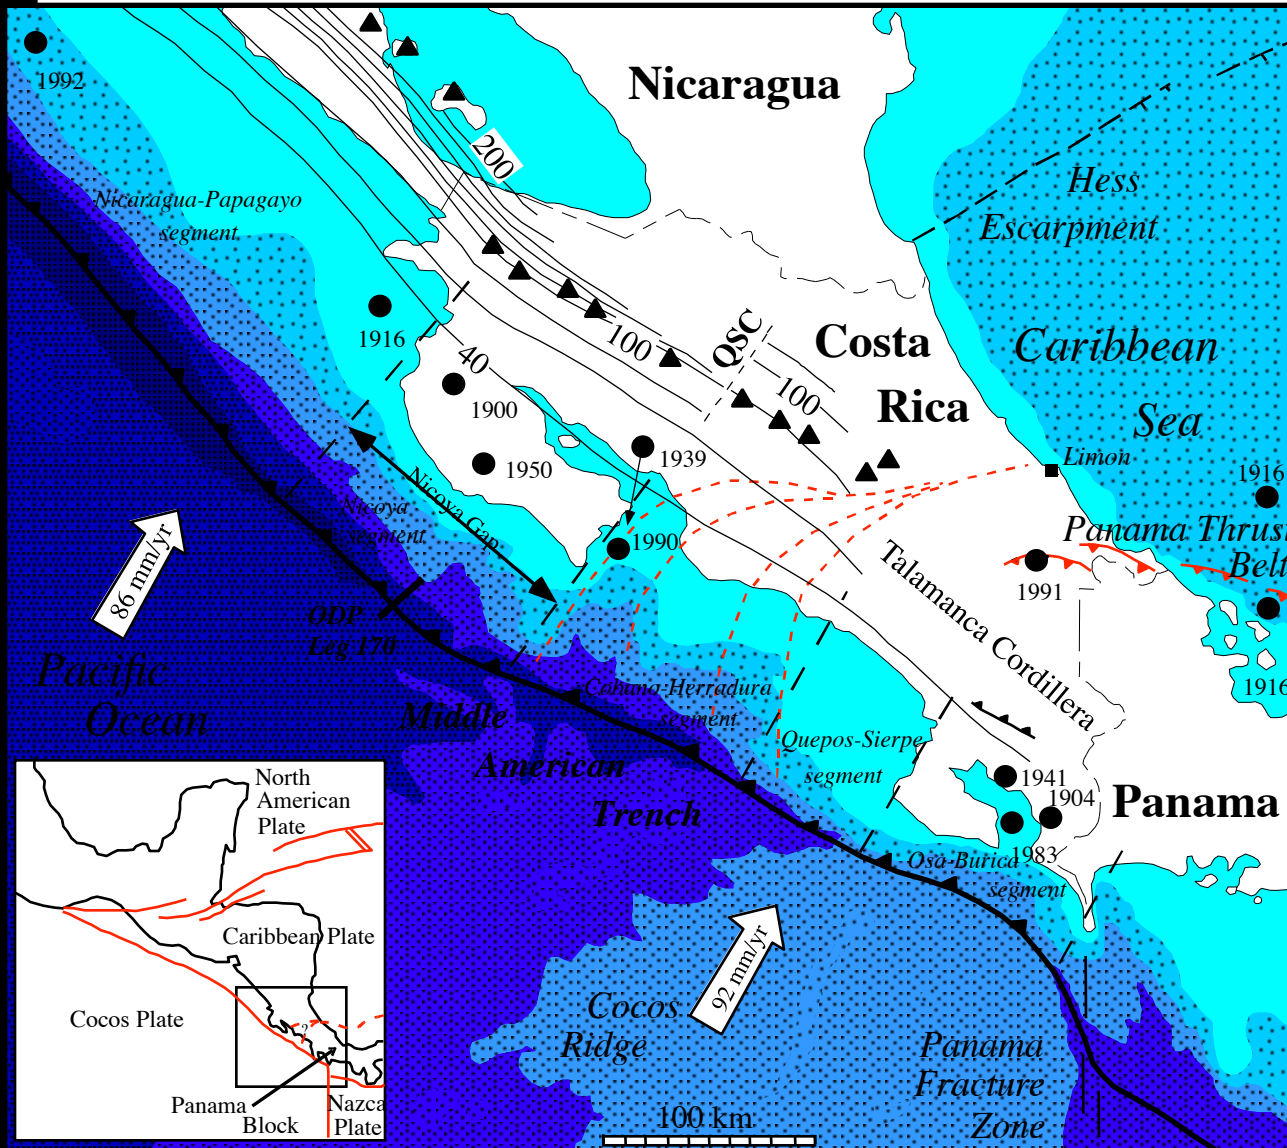 1992
Nicaragua
200
Hess
Escarpment
Nicaragua-Papagayo
segment
1916
40
1900
1950
100
QSC
100
Costa
Rica
Caribbean
Sea
Limon
1916
1939
Nicoya Gap
Nicoya
segment
1990
Panama Thrus
Belt
1991
1916
86 mm/yr
ODP
Leg 170
Pacific
Ocean
Talamanca Cordillera
Cobano-Herradura
segment
Middle
American
Trench
Quepos-Sierpe
segment
1941
1904
1983
Panama
Osa-Burica
segment
92 mm/yr
Cocos
Ridge
Panama
Fracture
Zone
100 km
North
American
Plate
Caribbean Plate
Cocos Plate
?
Panama
Block
Nazca
Plate